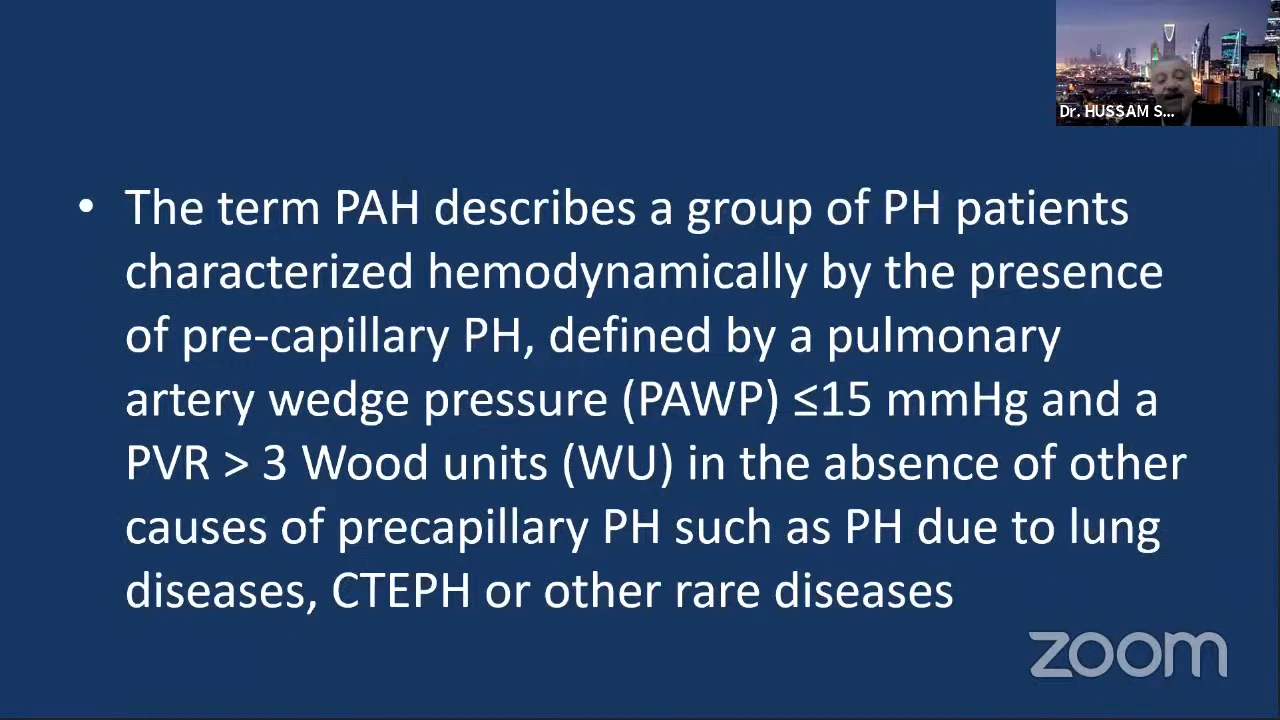 Dr. HUSSAM S...
• The term PAH describes a group of PH patients
characterized hemodynamically by the presence
of pre-capillary PH, defined by a pulmonary
artery wedge pressure (PAWP) ≤15 mmHg and a
PVR > 3 Wood units (WU) in the absence of other
causes of precapillary PH such as PH due to lung
diseases, CTEPH or other rare diseases
zoom